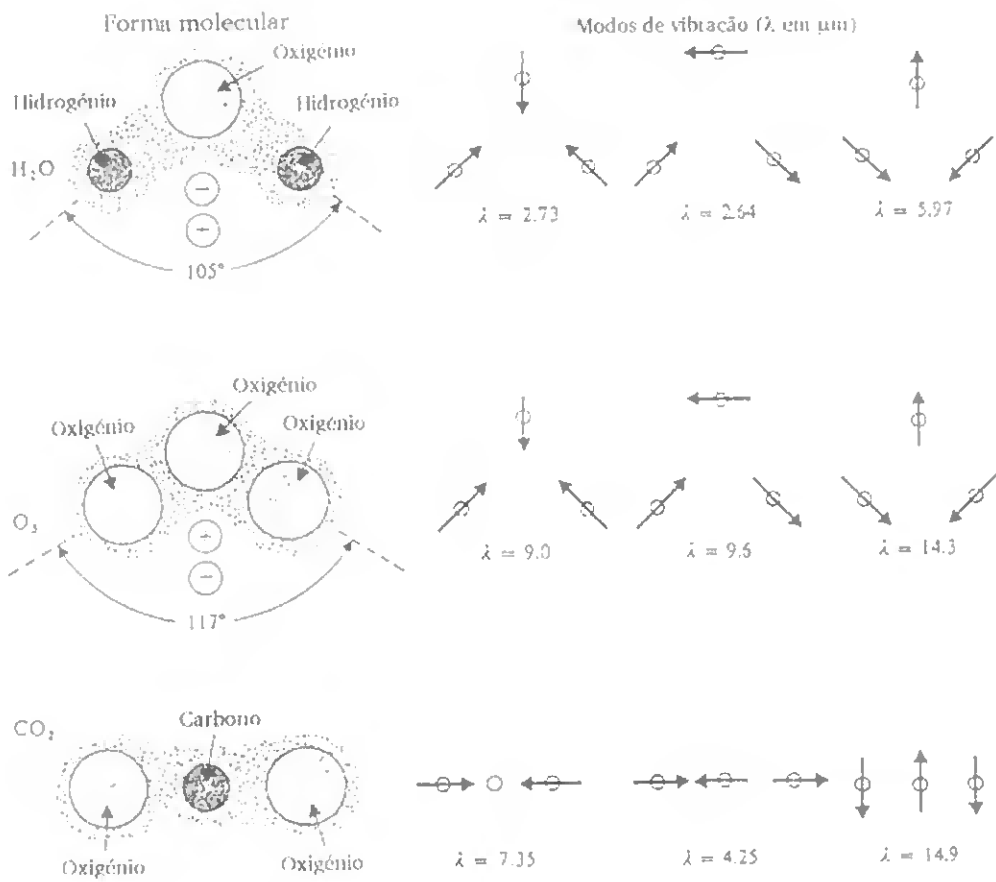 Forma molecular
Modos de vibração (λ em µm)
Oxigénio
Hidrogénio
Hidrogénio
H₂O
105°
λ = 2.73
λ = 2.64
λ = 5.97
Oxigénio
Oxigénio
Oxigénio
O₃
117°
λ = 9.0
λ = 9.6
λ = 14.3
CO₂
Carbono
Oxigénio
Oxigénio
λ = 7.35
λ = 4.25
λ = 14.9